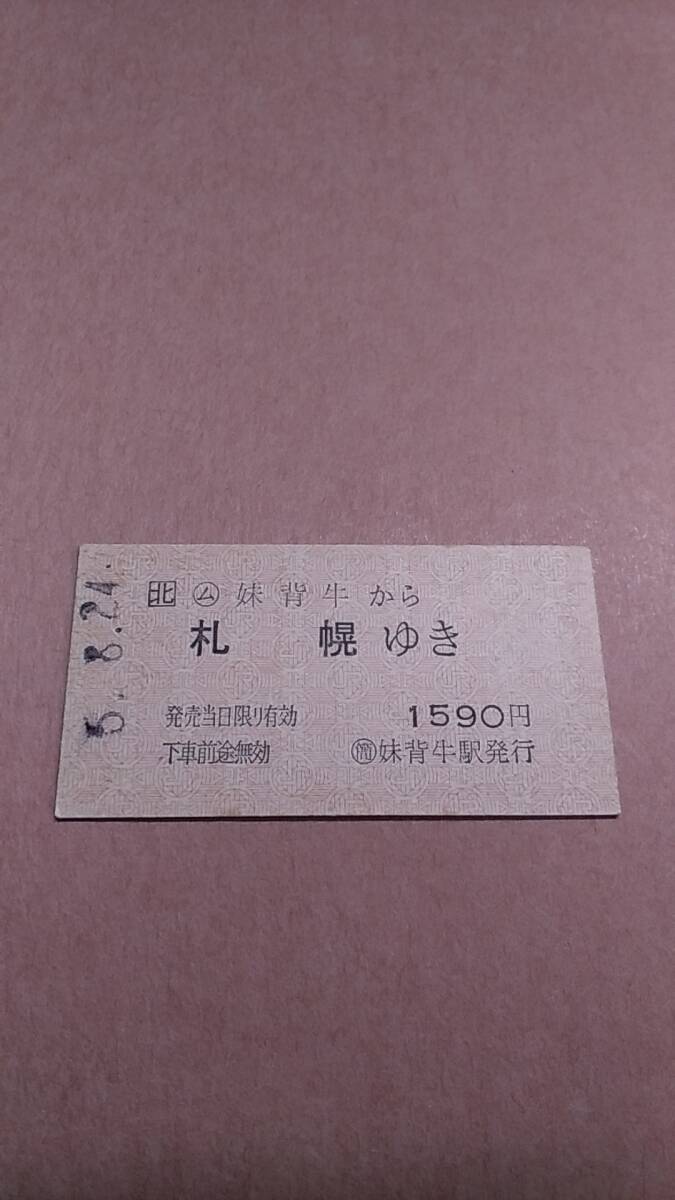 5.8.24.
北 ム 妹背牛から
札幌ゆき
発売当日限り有効 1590円
下車前途無効 簡 妹背牛駅発行